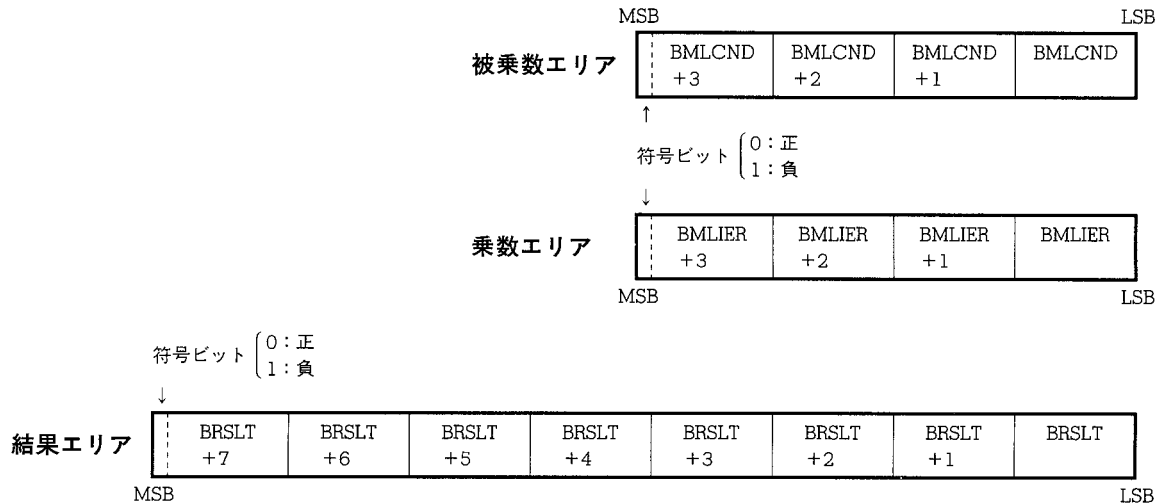 MSB LSB
被乗数エリア BMLCND +3 BMLCND +2 BMLCND +1 BMLCND
↑
符号ビット 0:正 1:負
↓
乗数エリア BMLIER +3 BMLIER +2 BMLIER +1 BMLIER
MSB LSB
符号ビット 0:正 1:負
↓
結果エリア BRSLT +7 BRSLT +6 BRSLT +5 BRSLT +4 BRSLT +3 BRSLT +2 BRSLT +1 BRSLT
MSB LSB